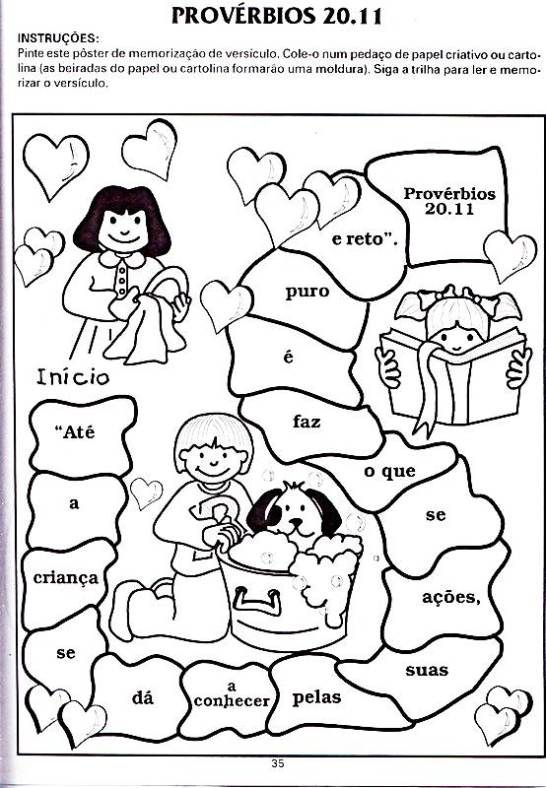 PROVÉRBIOS 20.11
INSTRUÇÕES:
Pinte este pôster de memorização de versículo. Cole-o num pedaço de papel criativo ou carto-
lina (as beiradas do papel ou cartolina formarão uma moldura). Siga a trilha para ler e memo-
rizar o versículo.
Início
“Até
a
criança
se
dá
a
conhecer
pelas
suas
ações,
se
o que
faz
é
puro
e reto”.
Provérbios
20.11
35